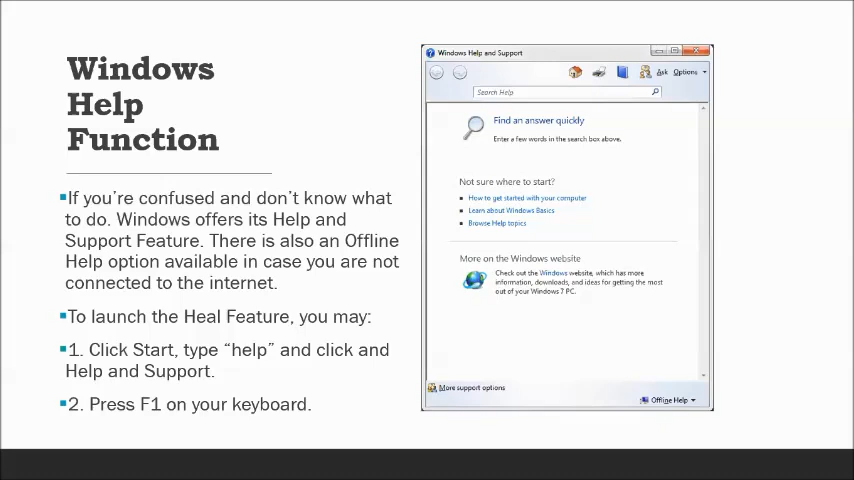 Windows
Help
Function
If you're confused and don't know what
to do. Windows offers its Help and
Support Feature. There is also an Offline
Help option available in case you are not
connected to the internet.
To launch the Heal Feature, you may:
1. Click Start, type “help” and click and
Help and Support.
2. Press F1 on your keyboard.
Windows Help and Support
Ask Options
Search Help
Find an answer quickly
Enter a few words in the search box above.
Not sure where to start?
How to get started with your computer
Learn about Windows Basics
Browse Help topics
More on the Windows website
Check out the Windows website, which has more
information, downloads, and ideas for getting the most
out of your Windows 7 PC.
More support options
Offline Help